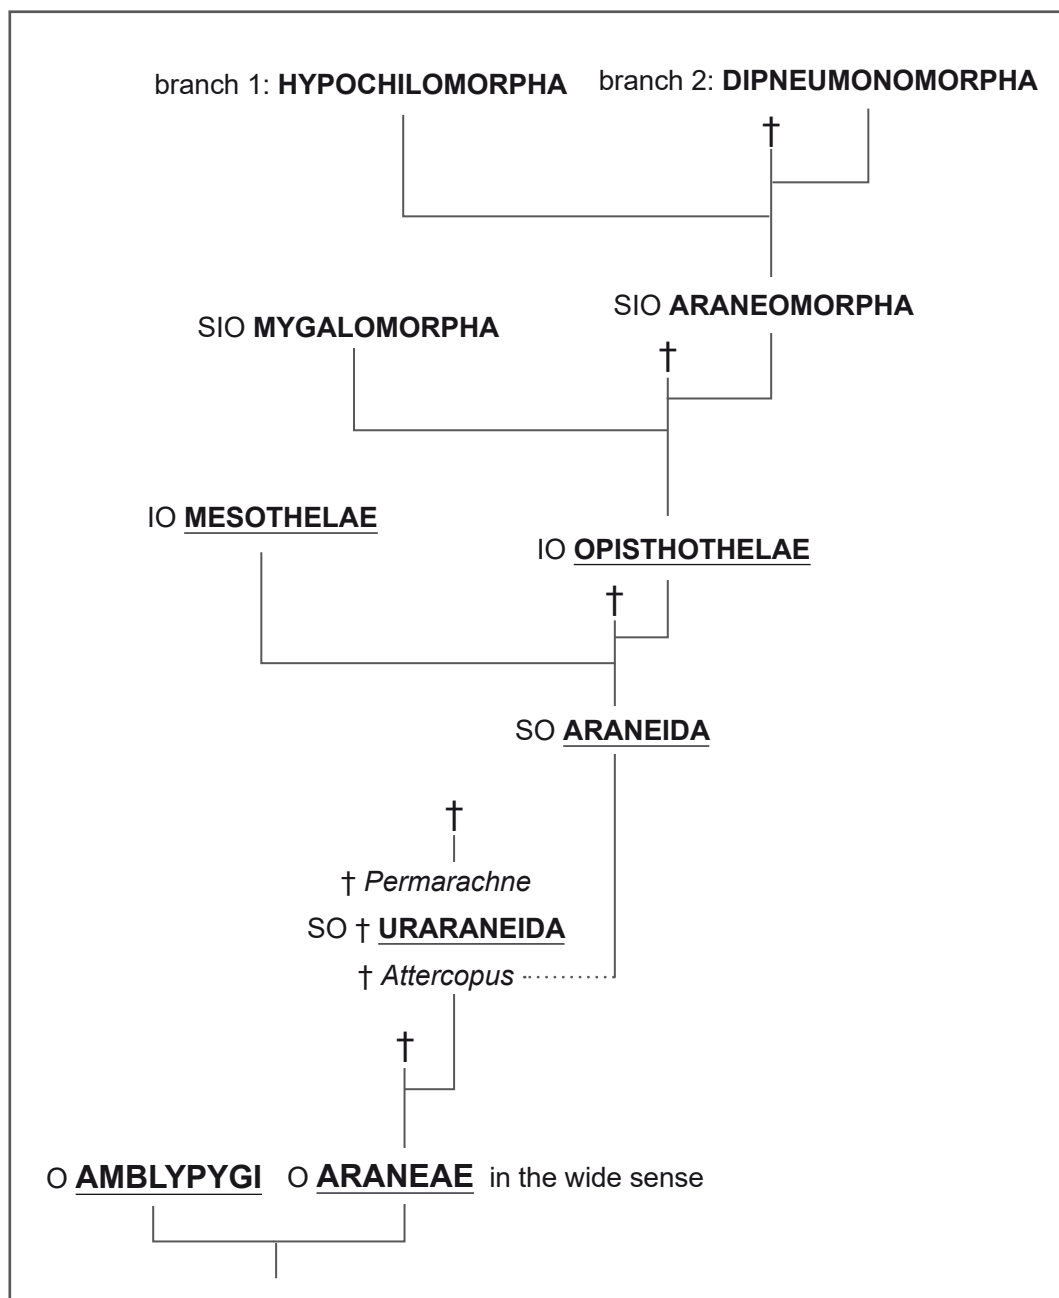 branch 1: HYPOCHILOMORPHA
branch 2: DIPNEUMONOMORPHA
†
SIO ARANEOMORPHA
SIO MYGALOMORPHA
†
IO MESOTHELAE
IO OPISTHOTHELAE
†
SO ARANEIDA
†
† Permarachne
SO † URARANEIDA
† Attercopus
†
O AMBLYPYGI
O ARANEAE in the wide sense